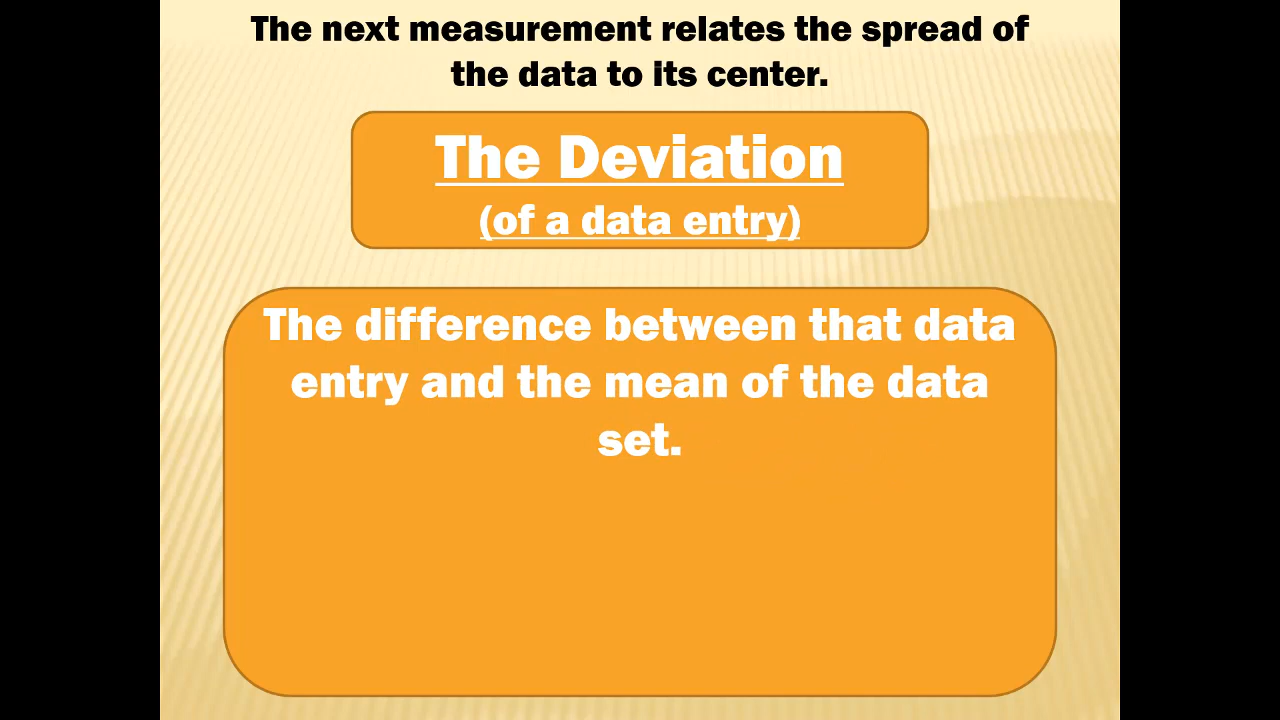 The next measurement relates the spread of
the data to its center.
The Deviation
(of a data entry)
The difference between that data
entry and the mean of the data
set.